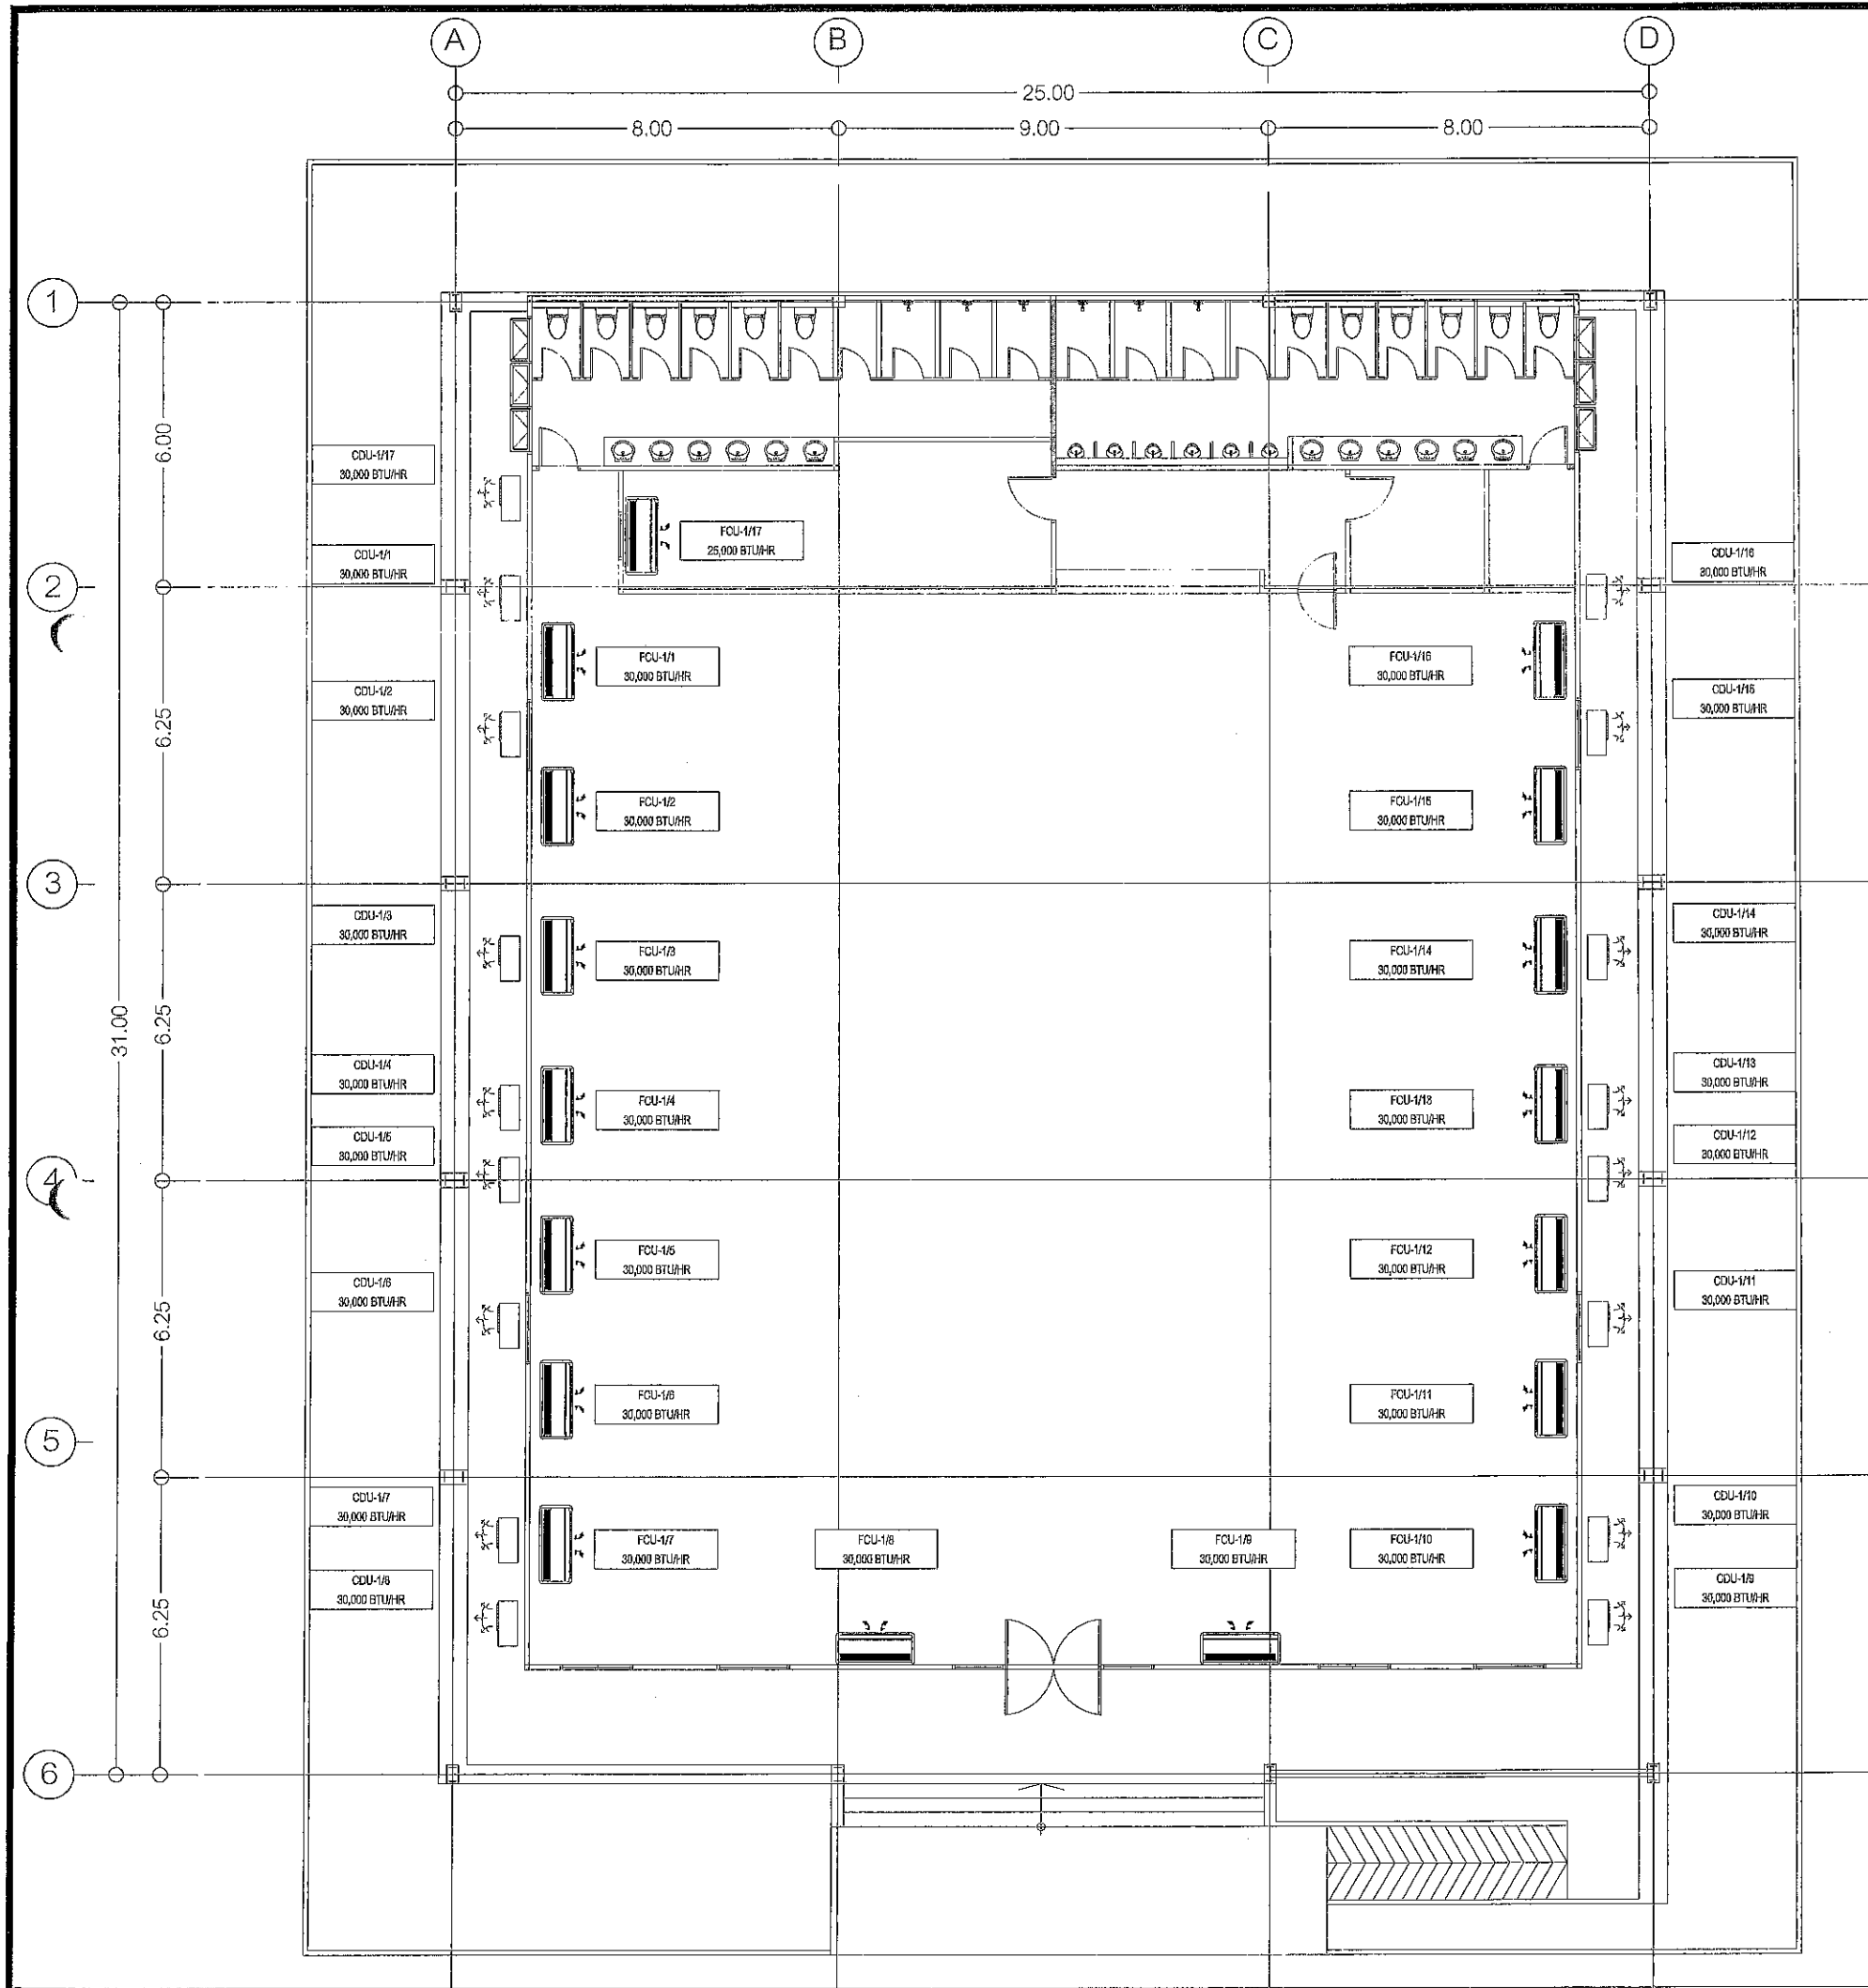 A B C D
25.00
8.00 9.00 8.00
1
6.00
CDU-1/17
30,000 BTU/HR
FCU-1/17
25,000 BTU/HR
CDU-1/1
30,000 BTU/HR
CDU-1/16
30,000 BTU/HR
2
FCU-1/1
30,000 BTU/HR
FCU-1/16
30,000 BTU/HR
CDU-1/2
30,000 BTU/HR
CDU-1/15
30,000 BTU/HR
6.25
FCU-1/2
30,000 BTU/HR
FCU-1/15
30,000 BTU/HR
3
CDU-1/3
30,000 BTU/HR
CDU-1/14
30,000 BTU/HR
FCU-1/3
30,000 BTU/HR
FCU-1/14
30,000 BTU/HR
31.00
6.25
CDU-1/4
30,000 BTU/HR
CDU-1/13
30,000 BTU/HR
FCU-1/4
30,000 BTU/HR
FCU-1/13
30,000 BTU/HR
CDU-1/5
30,000 BTU/HR
CDU-1/12
30,000 BTU/HR
4
FCU-1/5
30,000 BTU/HR
FCU-1/12
30,000 BTU/HR
CDU-1/6
30,000 BTU/HR
CDU-1/11
30,000 BTU/HR
6.25
FCU-1/6
30,000 BTU/HR
FCU-1/11
30,000 BTU/HR
5
CDU-1/7
30,000 BTU/HR
CDU-1/10
30,000 BTU/HR
FCU-1/7
30,000 BTU/HR
FCU-1/8
30,000 BTU/HR
FCU-1/9
30,000 BTU/HR
FCU-1/10
30,000 BTU/HR
CDU-1/8
30,000 BTU/HR
CDU-1/9
30,000 BTU/HR
6.25
6